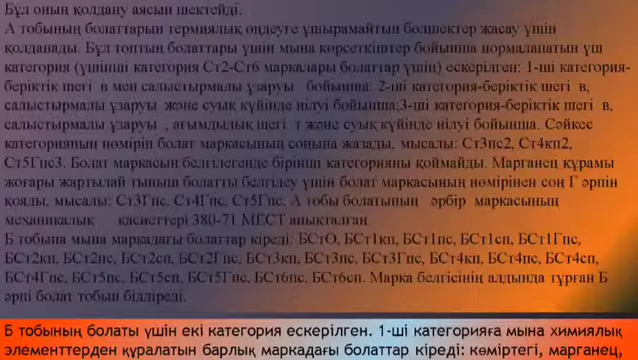 Бұл оның қолдану аясын шектейді.
А тобының болаттарын термиялық оңдеуге ұшырамайтын бөлшектер жасау үшін
қолданады. Бұл топтың болаттары үшін мына көрсеткіштер бойынша нормаланатын үш
категория (үшінші категория Ст2-Ст6 маркалары болаттар үшін) ескерілген: 1-ші категория-
беріктік шегі в мен салыстырмалы ұзаруы бойынша: 2-ші категория-беріктік шегі в,
салыстырмалы ұзаруы және суық күйінде иілуі бойынша;3-ші категория-беріктік шегі в,
салыстырмалы ұзаруы , ағымдылық шегі т және суық күйінде иілуі бойынша. Сәйкес
категорияның нөмірін болат маркасының соңына жазады, мысалы: Ст3пс2, Ст4кп2,
Ст5Гпс3. Болат маркасын белгілегенде бірінші категорияны қоймайды. Марганец құрамы
жоғары жартылай тыныш болатты белгілеу үшін болат маркасының нөмірінен соң Г әрпін
қояды, мысалы: Ст3Гпс, Ст4Гпс, Ст5Гпс, А тобы болатының әрбір маркасының
механикалық қасиеттері 380-71 МЕСТ анықталған
Б тобына мына маркадағы болаттар кіреді. БСтО, БСт1кп, БСт1пс, БСт1сп, БСт1Гпс,
БСт2кп, БСт2пс, БСт2сп, БСт2Гпс, БСт3кп, БСт3пс, БСт3Гпс, БСт4кп, БСт4пс, БСт4сп,
БСт4Гпс, БСт5пс, БСт5сп, БСт5Гпс, БСт6пс, БСт6сп. Марка белгісінің алдында тұрған Б
әрпі болат тобын білдіреді.
Б тобының болаты үшін екі категория ескерілген. 1-ші категорияға мына химиялық
элементтерден құралатын барлық маркадағы болаттар кіреді: көміртегі, марганец,